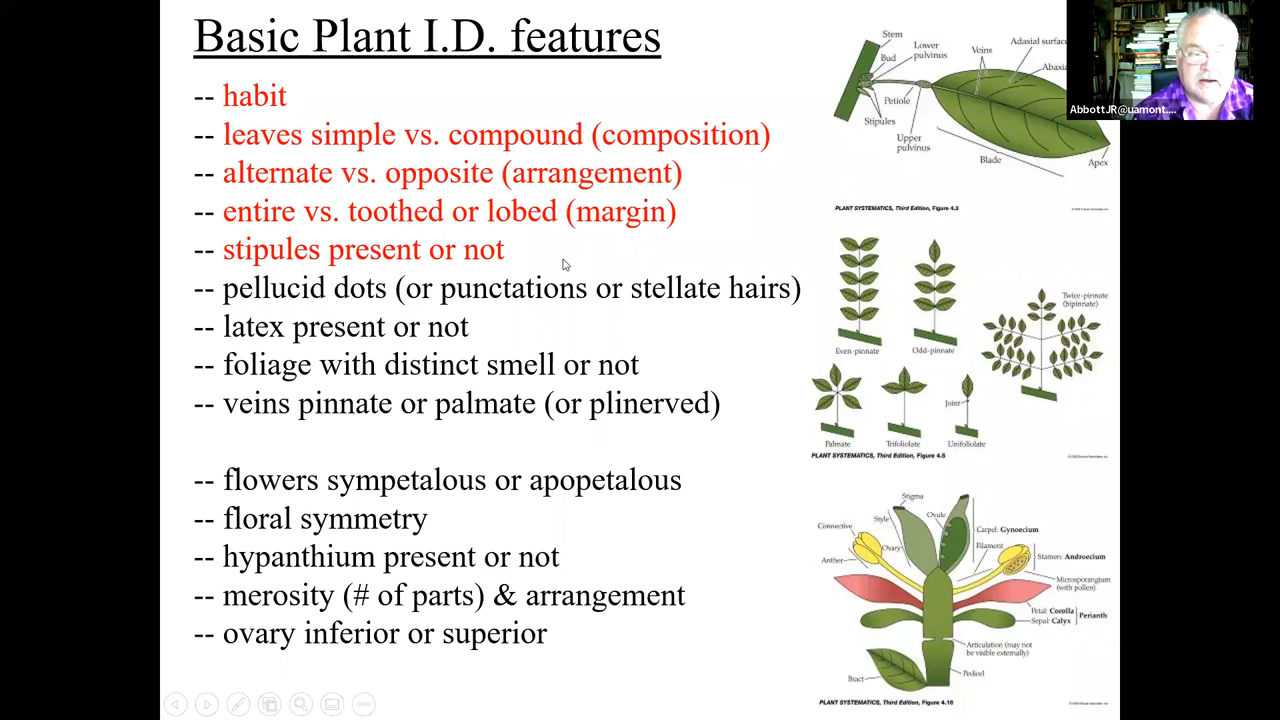 Basic Plant I.D. features
-- habit
-- leaves simple vs. compound (composition)
-- alternate vs. opposite (arrangement)
-- entire vs. toothed or lobed (margin)
-- stipules present or not
-- pellucid dots (or punctations or stellate hairs)
-- latex present or not
-- foliage with distinct smell or not
-- veins pinnate or palmate (or plinerved)
-- flowers sympetalous or apopetalous
-- floral symmetry
-- hypanthium present or not
-- merosity (# of parts) & arrangement
-- ovary inferior or superior
Stem
Bud
Lower
pulvinus
Veins
Adaxial surface
Abaxi
Petiole
Stipules
Upper
pulvinus
Blade
Apex
PLANT SYSTEMATICS, Third Edition, Figure 4.3
AbbottJR@uamont....
Even-pinnate
Odd-pinnate
Twice-pinnate
(bipinnate)
Joint
Palmate
Trifoliolate
Unifoliolate
PLANT SYSTEMATICS, Third Edition, Figure 4.5
Stigma
Style
Ovule
Connective
Ovary
Anther
Carpel: Gynoecium
Filament
Stamen: Androecium
Microsporangium
(with pollen)
Petal: Corolla
Sepal: Calyx
Perianth
Articulation (may not
be visible externally)
Pedicel
Bract
PLANT SYSTEMATICS, Third Edition, Figure 4.16